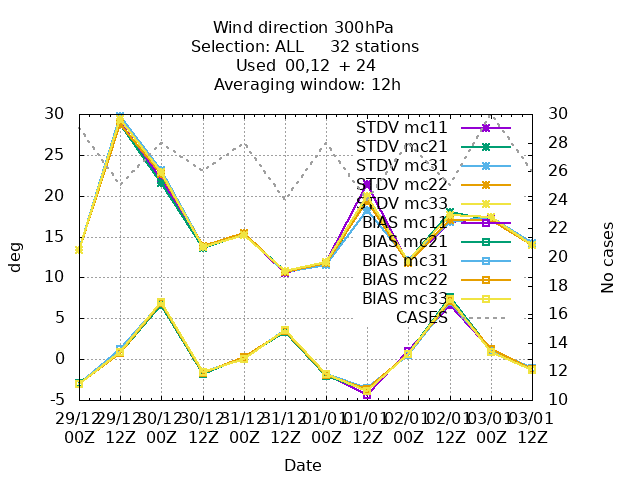 Wind direction 300hPa
Selection: ALL 32 stations
Used 00,12 + 24
Averaging window: 12h
30 30
STDV mc11
28
STDV mc21
25
STDV mc31
26
STDV mc22
24
20
STDV mc33
BIAS mc11
22
15
BIAS mc21
20
BIAS mc31
10
BIAS mc22
18
BIAS mc33
16
5
CASES
14
0
12
-5 10
deg
No cases
29/12 29/12 30/12 30/12 31/12 31/12 01/01 01/01 02/01 02/01 03/01 03/01
00Z 12Z 00Z 12Z 00Z 12Z 00Z 12Z 00Z 12Z 00Z 12Z
Date